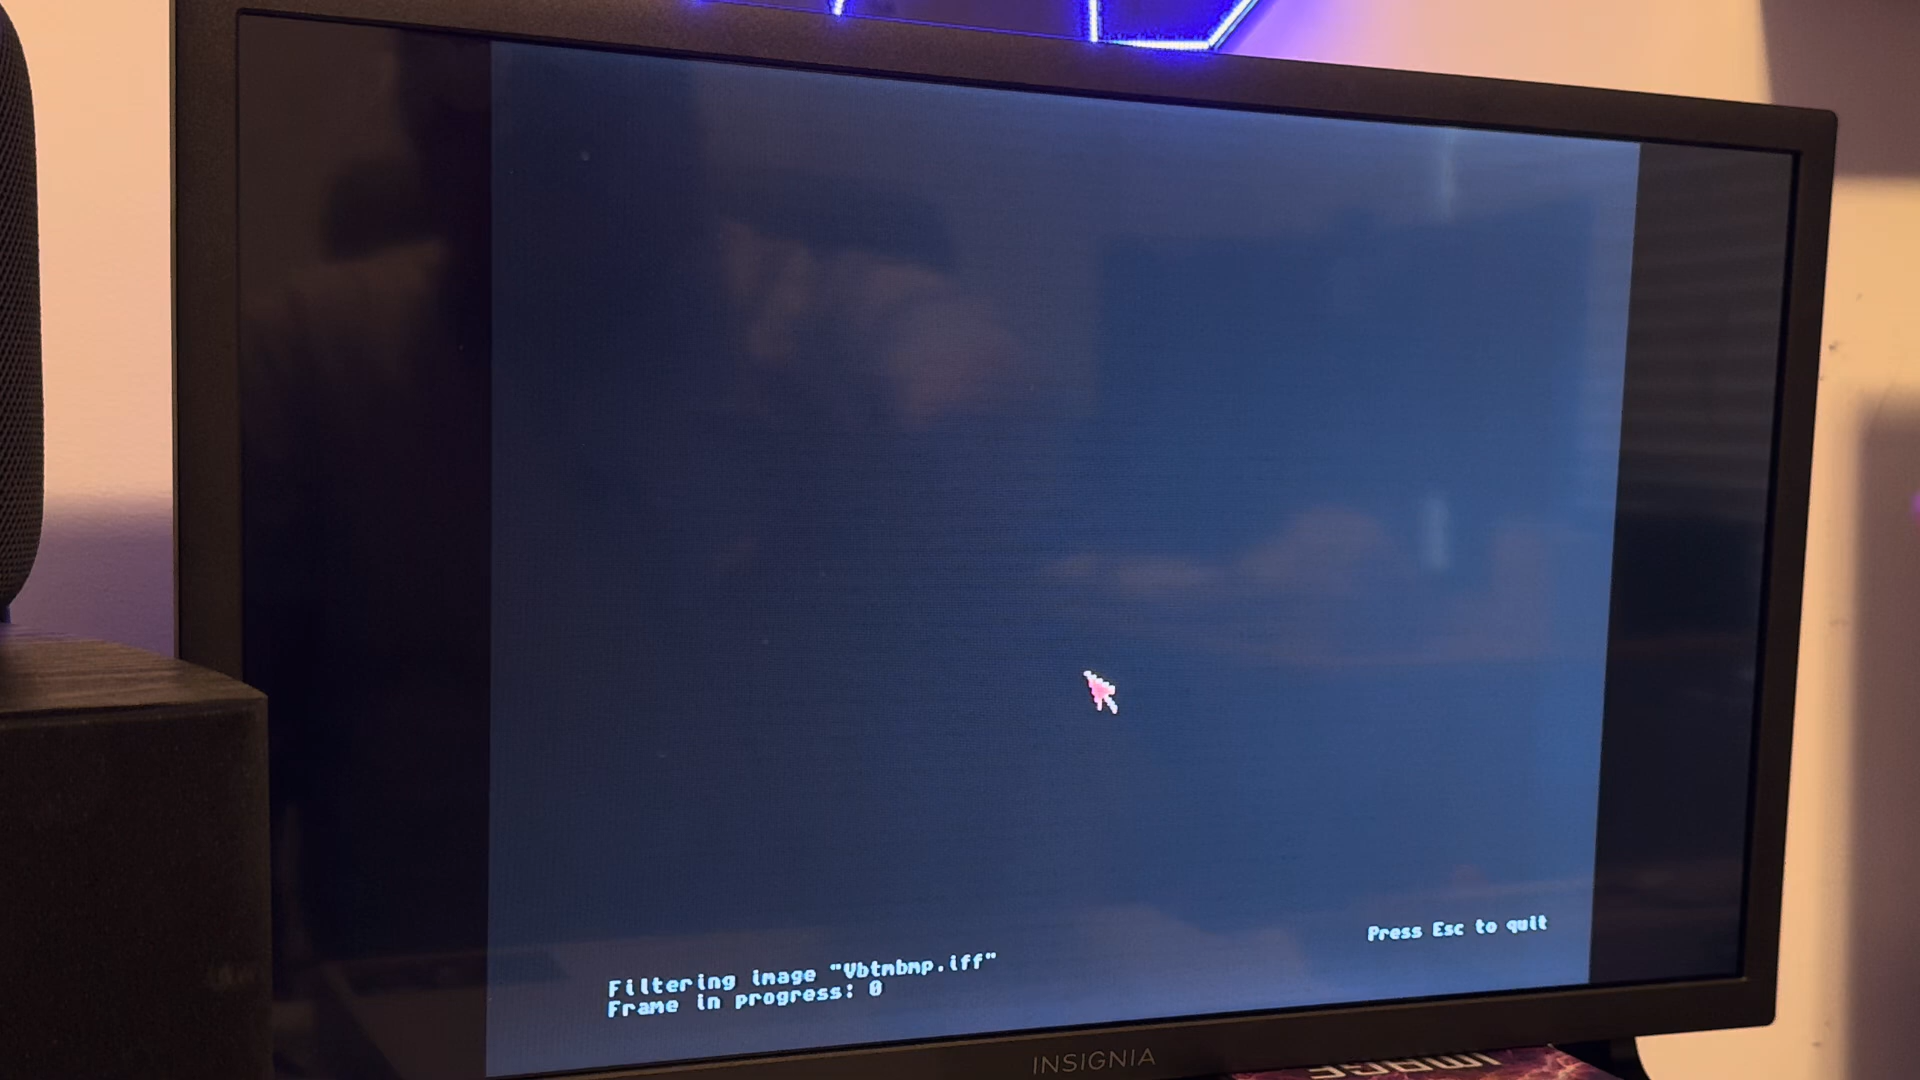 Press Esc to quit
Filtering image "Vbtmbmp.iff"
Frame in progress: 0
INSIGNIA